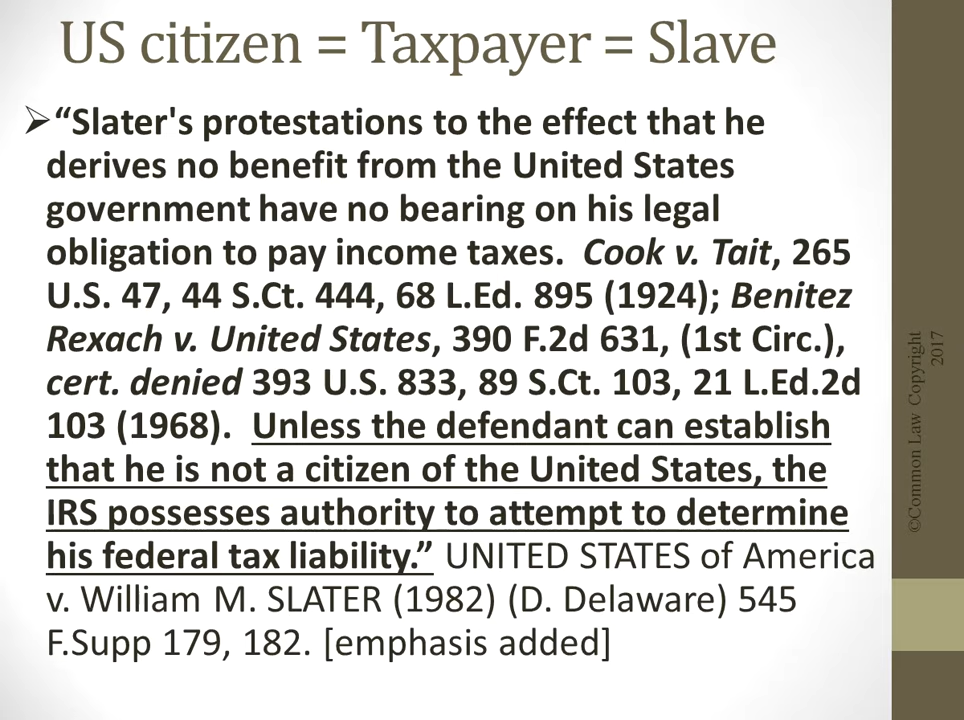 US citizen = Taxpayer = Slave
➢“Slater's protestations to the effect that he
derives no benefit from the United States
government have no bearing on his legal
obligation to pay income taxes.  Cook v. Tait, 265
U.S. 47, 44 S.Ct. 444, 68 L.Ed. 895 (1924); Benitez
Rexach v. United States, 390 F.2d 631, (1st Circ.),
cert. denied 393 U.S. 833, 89 S.Ct. 103, 21 L.Ed.2d
103 (1968).  Unless the defendant can establish
that he is not a citizen of the United States, the
IRS possesses authority to attempt to determine
his federal tax liability.” UNITED STATES of America
v. William M. SLATER (1982) (D. Delaware) 545
F.Supp 179, 182. [emphasis added]
©Common Law Copyright
2017